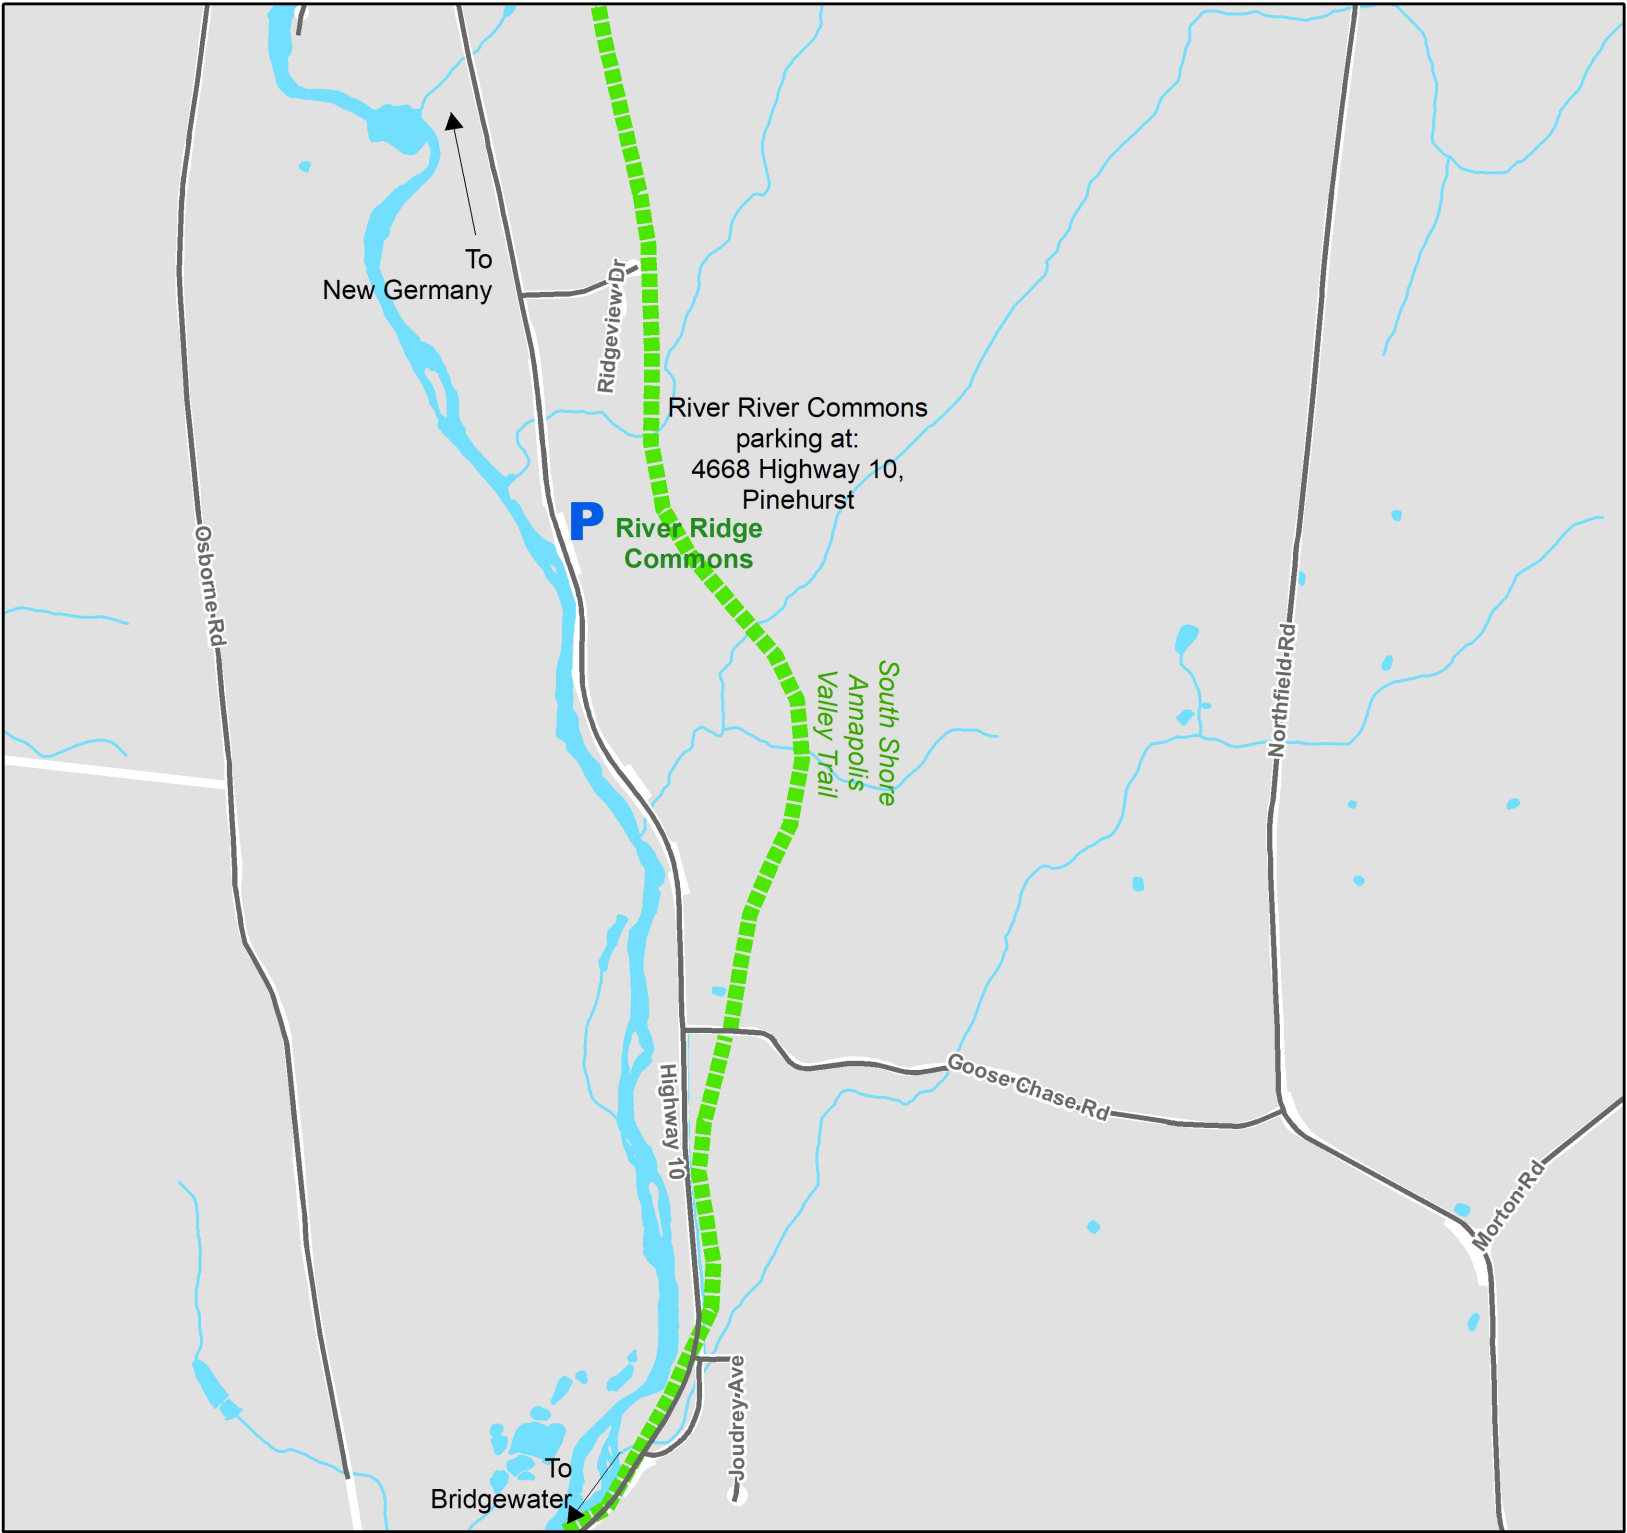 To
New Germany
Ridgeview Dr
River River Commons
parking at:
4668 Highway 10,
Pinehurst
P
River Ridge
Commons
Osborne Rd
South Shore
Annapolis
Valley Trail
Northfield Rd
Highway 10
Goose Chase Rd
Morton Rd
Joudrey Ave
To
Bridgewater